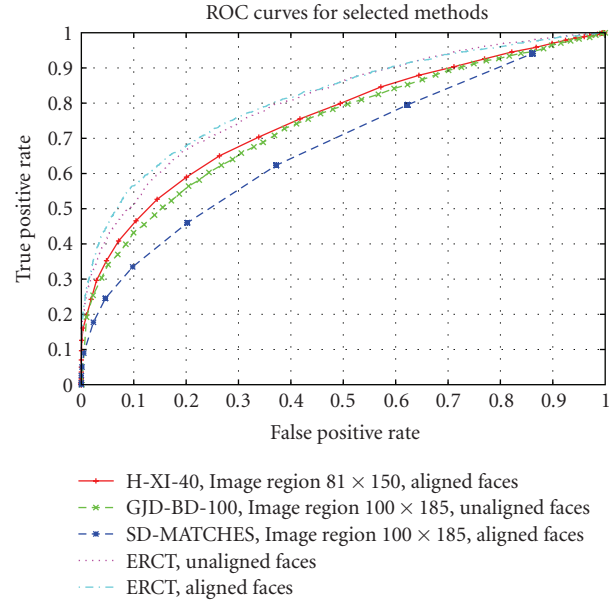 ROC curves for selected methods
True positive rate
1
0.9
0.8
0.7
0.6
0.5
0.4
0.3
0.2
0.1
0
0 0.1 0.2 0.3 0.4 0.5 0.6 0.7 0.8 0.9 1
False positive rate
H-XI-40, Image region 81 × 150, aligned faces
GJD-BD-100, Image region 100 × 185, unaligned faces
SD-MATCHES, Image region 100 × 185, aligned faces
ERCT, unaligned faces
ERCT, aligned faces